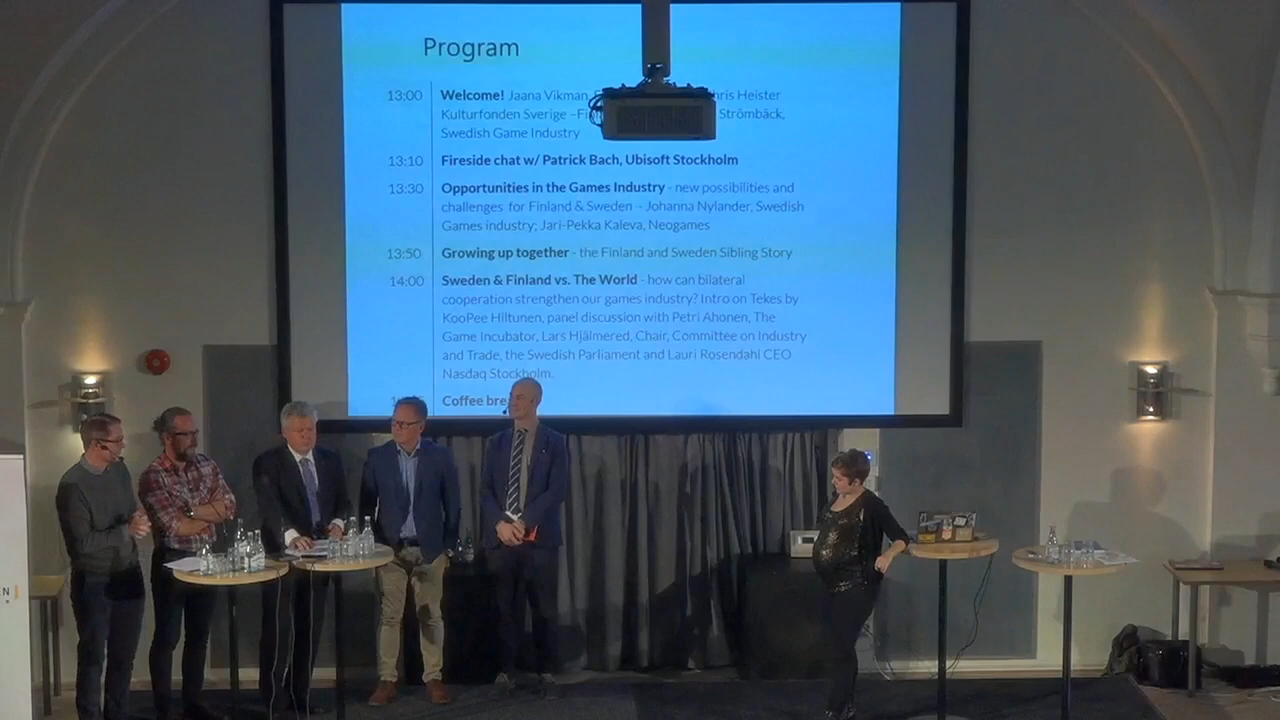 Program
13:00 Welcome! Jaana Vikman, hris Heister
Kulturfonden Sverige –Fin Strömbäck,
Swedish Game Industry
13:10 Fireside chat w/ Patrick Bach, Ubisoft Stockholm
13:30 Opportunities in the Games Industry - new possibilities and
challenges for Finland & Sweden - Johanna Nylander, Swedish
Games industry; Jari-Pekka Kaleva, Neogames
13:50 Growing up together - the Finland and Sweden Sibling Story
14:00 Sweden & Finland vs. The World - how can bilateral
cooperation strengthen our games industry? Intro on Tekes by
KooPee Hiltunen, panel discussion with Petri Ahonen, The
Game Incubator, Lars Hjälmered, Chair, Committee on Industry
and Trade, the Swedish Parliament and Lauri Rosendahl CEO
Nasdaq Stockholm.
Coffee bre
N